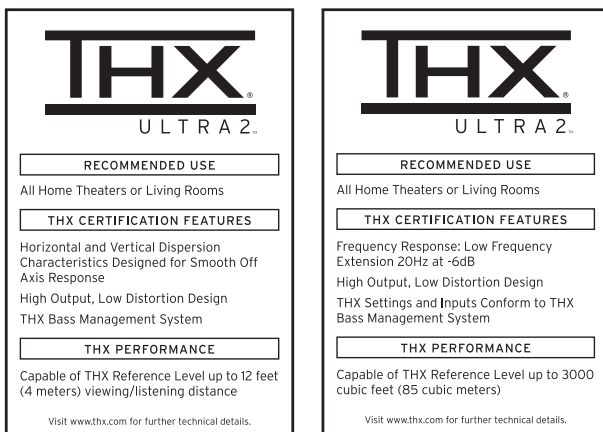 THX®
ULTRA2™
RECOMMENDED USE
All Home Theaters or Living Rooms
THX CERTIFICATION FEATURES
Horizontal and Vertical Dispersion
Characteristics Designed for Smooth Off
Axis Response
High Output, Low Distortion Design
THX Bass Management System
THX PERFORMANCE
Capable of THX Reference Level up to 12 feet
(4 meters) viewing/listening distance
Visit www.thx.com for further technical details.
THX®
ULTRA2™
RECOMMENDED USE
All Home Theaters or Living Rooms
THX CERTIFICATION FEATURES
Frequency Response: Low Frequency
Extension 20Hz at -6dB
High Output, Low Distortion Design
THX Settings and Inputs Conform to THX
Bass Management System
THX PERFORMANCE
Capable of THX Reference Level up to 3000
cubic feet (85 cubic meters)
Visit www.thx.com for further technical details.